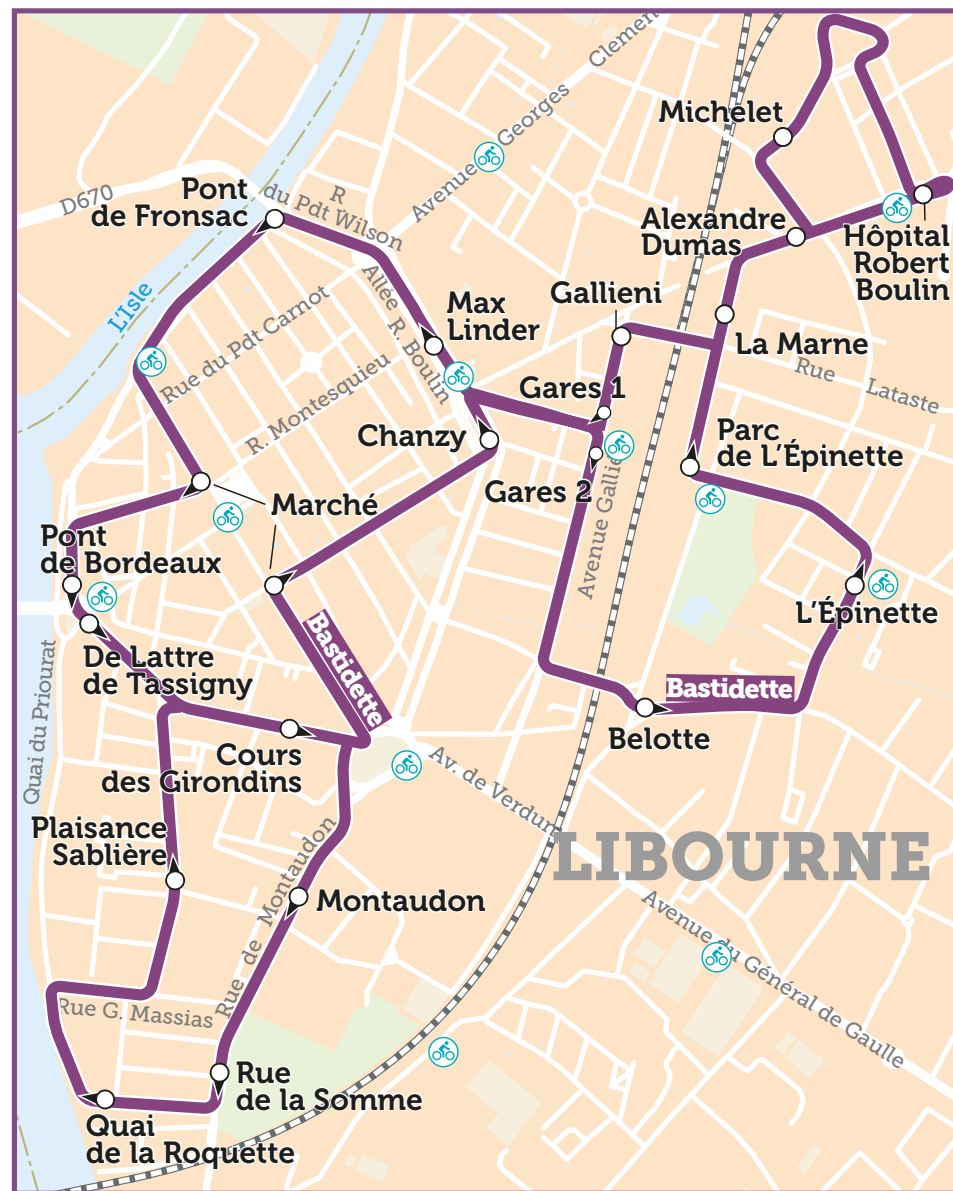 Avenue Georges Clemen
Michelet
D670
Pont
de Fronsac
R
du Pdt Wilson
Alexandre
Dumas
Hôpital
Robert
Boulin
L'Isle
Allée R. Boulin
Max
Linder
Gallieni
La Marne
Rue du Pdt Carnot
R. Montesquieu
Rue Lataste
Gares 1
Chanzy
Parc
de L'Épinette
Gares 2
Avenue Gallie
Marché
Pont
de Bordeaux
L'Épinette
De Lattre
de Tassigny
Bastidette
Bastidette
Quai du Priourat
Belotte
Cours
des Girondins
Av. de Verdun
Plaisance
Sablière
LIBOURNE
Rue de Montaudon
Montaudon
Avenue du Général de Gaulle
Rue G. Massias
Rue
de la Somme
Quai
de la Roquette